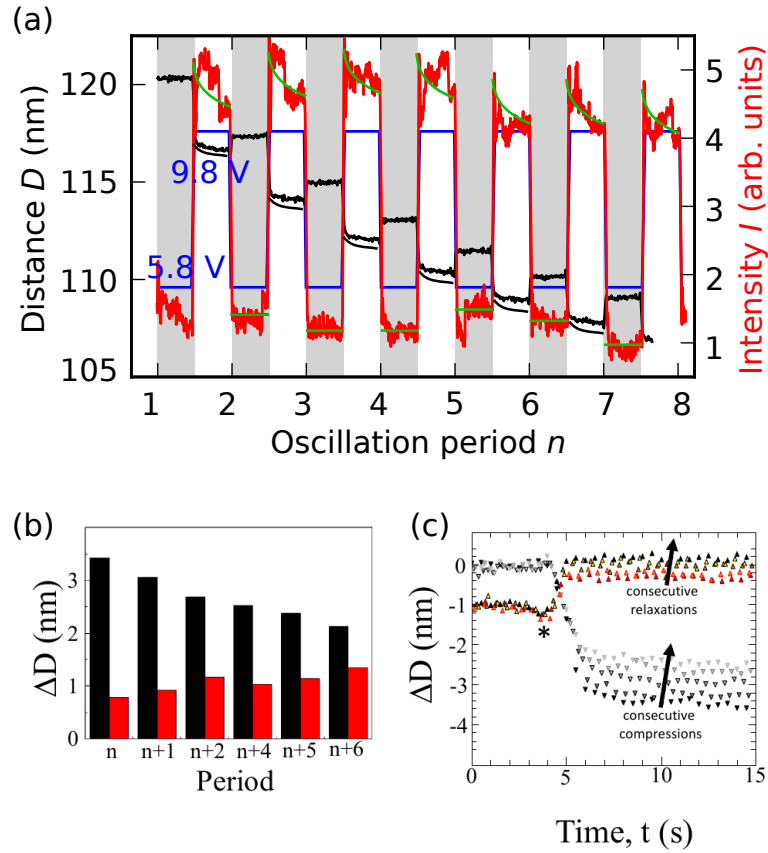 (a)
Distance D (nm)
120
115
110
105
9.8 V
5.8 V
5
4
3
2
1
Intensity I (arb. units)
1 2 3 4 5 6 7 8
Oscillation period n
(b)
ΔD (nm)
3
2
1
0
n n+1 n+2 n+4 n+5 n+6
Period
(c)
ΔD (nm)
0
-1
-2
-3
-4
consecutive
relaxations
*
consecutive
compressions
0 5 10 15
Time, t (s)